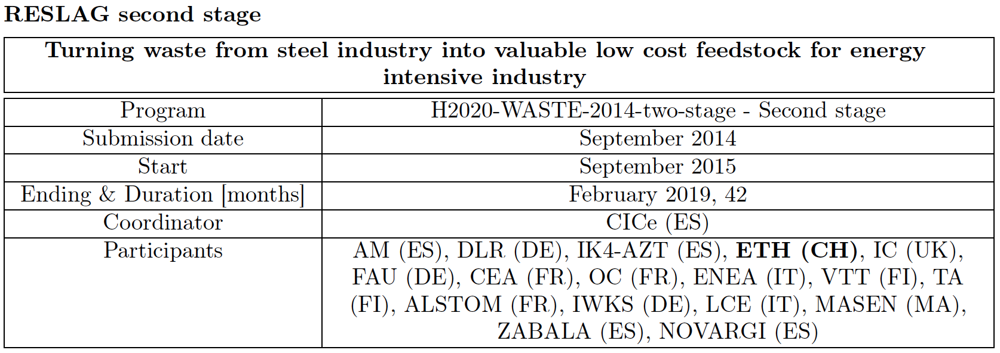 RESLAG second stage
Turning waste from steel industry into valuable low cost feedstock for energy
intensive industry
Program H2020-WASTE-2014-two-stage - Second stage
Submission date September 2014
Start September 2015
Ending & Duration [months] February 2019, 42
Coordinator CICe (ES)
Participants AM (ES), DLR (DE), IK4-AZT (ES), ETH (CH), IC (UK),
FAU (DE), CEA (FR), OC (FR), ENEA (IT), VTT (FI), TA
(FI), ALSTOM (FR), IWKS (DE), LCE (IT), MASEN (MA),
ZABALA (ES), NOVARGI (ES)